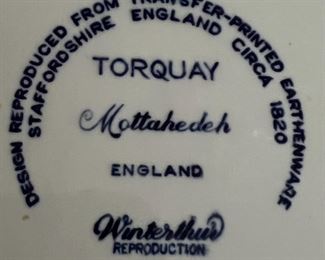 DESIGN REPRODUCED FROM TRANSFER-PRINTED EARTHENWARE
STAFFORDSHIRE ENGLAND CIRCA 1820
TORQUAY
Mottahedeh
ENGLAND
Winterthur
REPRODUCTION